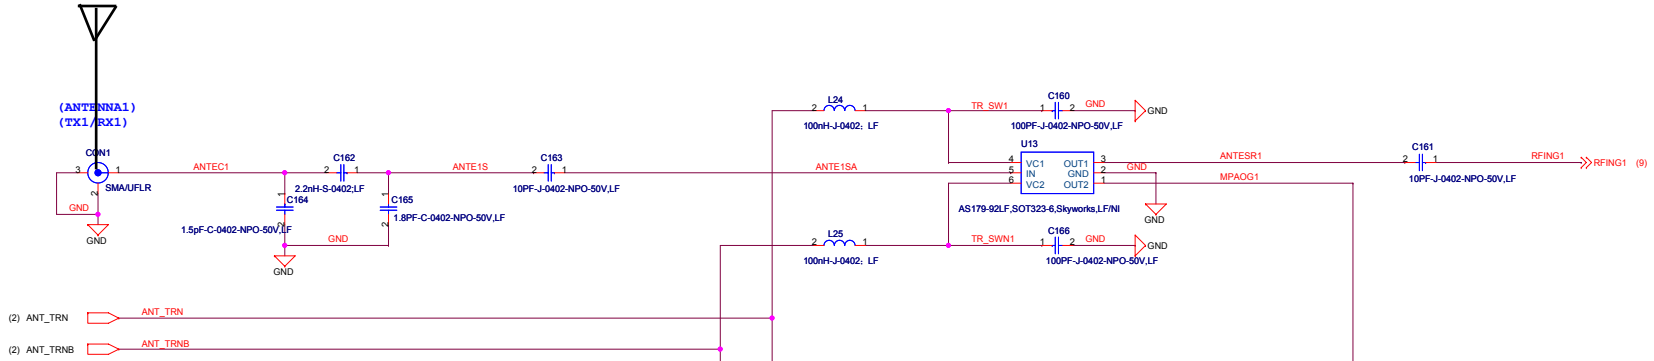 (ANTENNA1)
(TX1/RX1)
CON1
3
1
2
SMA/UFLR
GND
GND
ANTEC1
C162
2
1
2.2nH-S-0402;LF
1
C164
2
1.5pF-C-0402-NPO-50V,LF
GND
GND
ANTE1S
1
C165
2
1.8PF-C-0402-NPO-50V,LF
C163
2
1
10PF-J-0402-NPO-50V,LF
ANTE1SA
L24
2
1
100nH-J-0402; LF
TR_SW1
C160
1
2
GND
GND
100PF-J-0402-NPO-50V,LF
U13
4
VC1
OUT1
3
5
IN
GND
2
6
VC2
OUT2
1
AS179-92LF,SOT323-6,Skyworks,LF/NI
GND
GND
ANTESR1
MPAOG1
C161
2
1
10PF-J-0402-NPO-50V,LF
RFING1
RFING1 (9)
L25
2
1
100nH-J-0402; LF
TR_SWN1
C166
1
2
GND
GND
100PF-J-0402-NPO-50V,LF
(2) ANT_TRN
ANT_TRN
(2) ANT_TRNB
ANT_TRNB